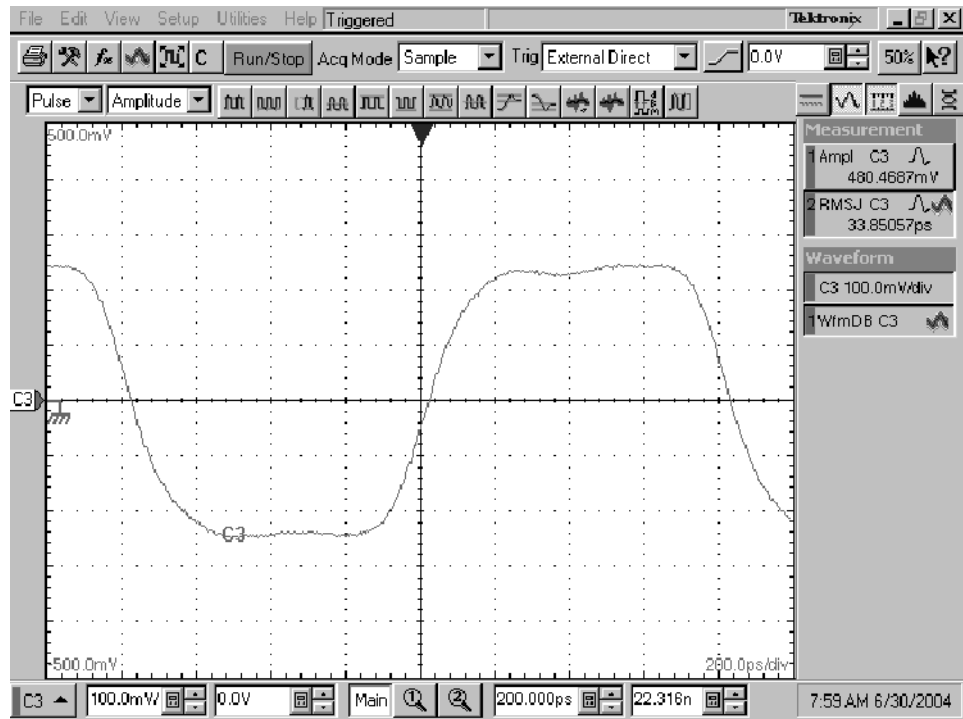 File Edit View Setup Utilities Help Triggered Tektronix
C Run/Stop Acq Mode Sample Trig External Direct 0.0V 50%
Pulse Amplitude
500.0mV
Measurement
1 Ampl C3
480.4687mV
2 RMSJ C3
33.85057ps
Waveform
C3 100.0mV/div
1 WfmDB C3
C3
C3
-500.0mV 200.0ps/div
C3 100.0mV/ 0.0V Main 1 2 200.000ps 22.316n 7:59 AM 6/30/2004